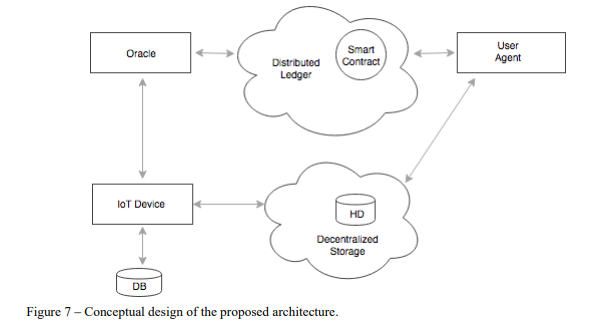 Oracle
Distributed
Ledger
Smart
Contract
User
Agent
IoT Device
HD
Decentralized
Storage
DB
Figure 7 – Conceptual design of the proposed architecture.